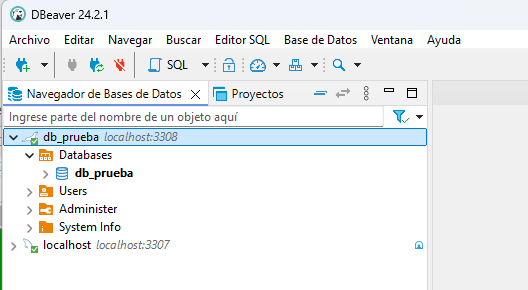 DBeaver 24.2.1
Archivo Editar Navegar Buscar Editor SQL Base de Datos Ventana Ayuda
SQL
Navegador de Bases de Datos Proyectos
Ingrese parte del nombre de un objeto aquí
db_prueba localhost:3308
Databases
db_prueba
Users
Administer
System Info
localhost localhost:3307